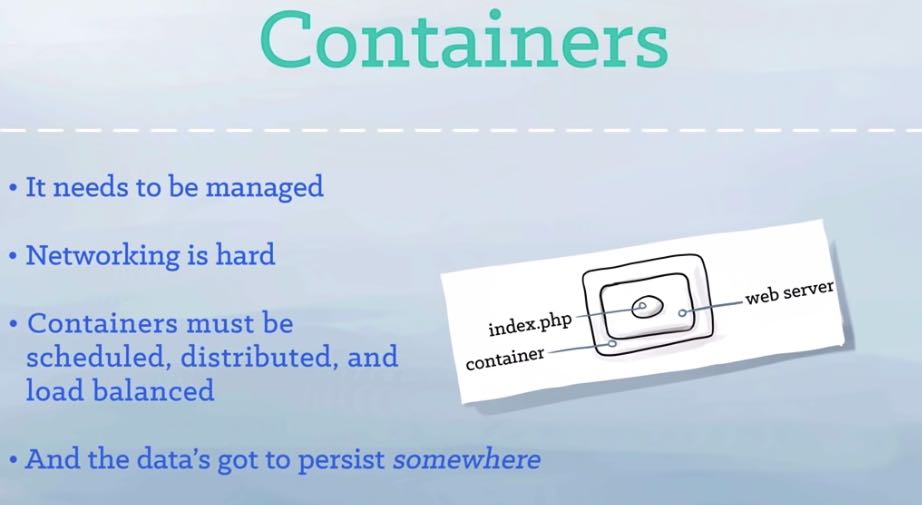 Containers
• It needs to be managed
• Networking is hard
• Containers must be
scheduled, distributed, and
load balanced
• And the data's got to persist somewhere
index.php
container
web server